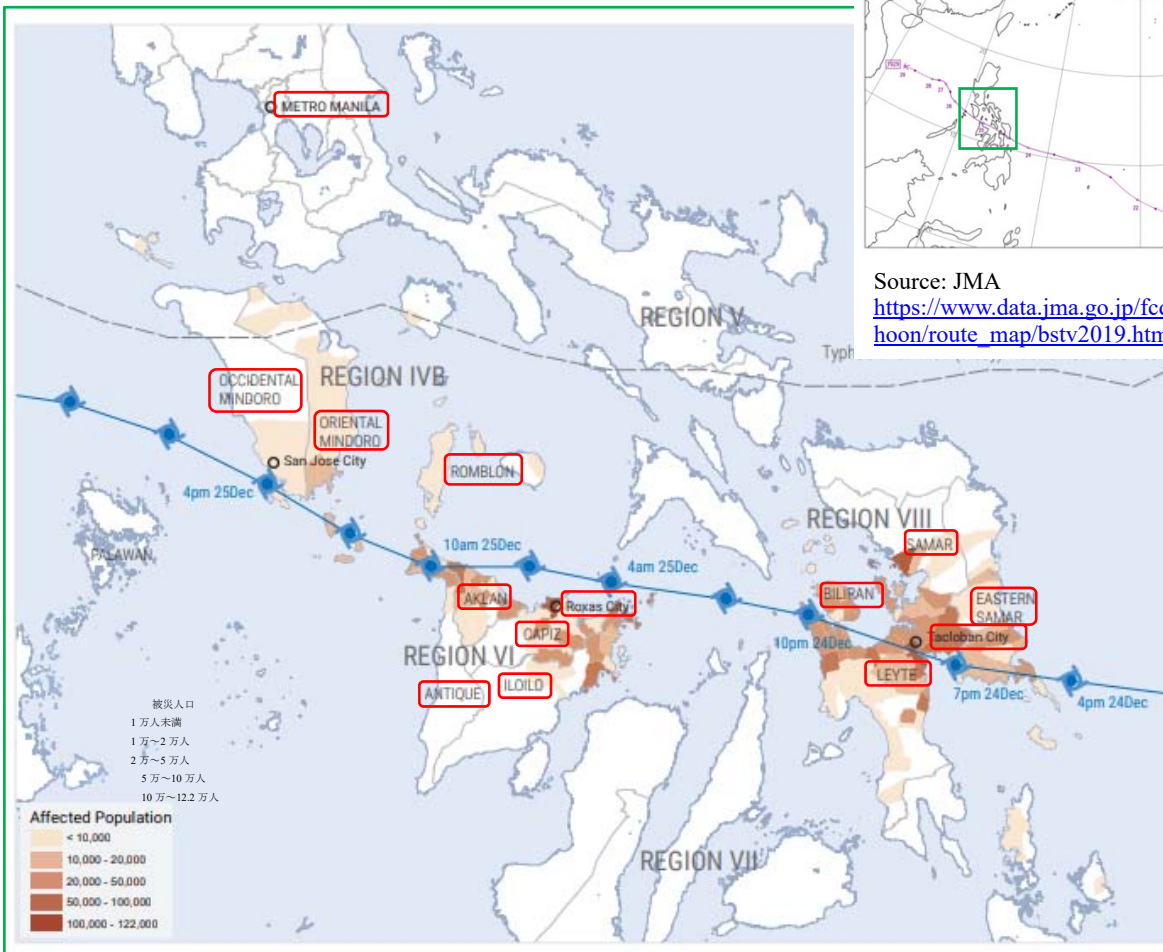 METRO MANILA
Source: JMA
https://www.data.jma.go.jp/fcd
hoon/route_map/bstv2019.htm
REGION V
Typh
OCCIDENTAL
MINDORO
REGION IVB
ORIENTAL
MINDORO
San Jose City
ROMBLON
4pm 25Dec
REGION VIII
SAMAR
PALAWAN
10am 25Dec
4am 25Dec
AKLAN
Roxas City
BILIRAN
EASTERN
SAMAR
CAPIZ
10pm 24Dec
Tacloban City
REGION VI
ILOILO
ANTIQUE
LEYTE
7pm 24Dec
4pm 24Dec
被災人口
1 万人未満
1 万～2 万人
2 万～5 万人
5 万～10 万人
10 万～12.2 万人
Affected Population
< 10,000
10,000 - 20,000
20,000 - 50,000
50,000 - 100,000
100,000 - 122,000
REGION VII